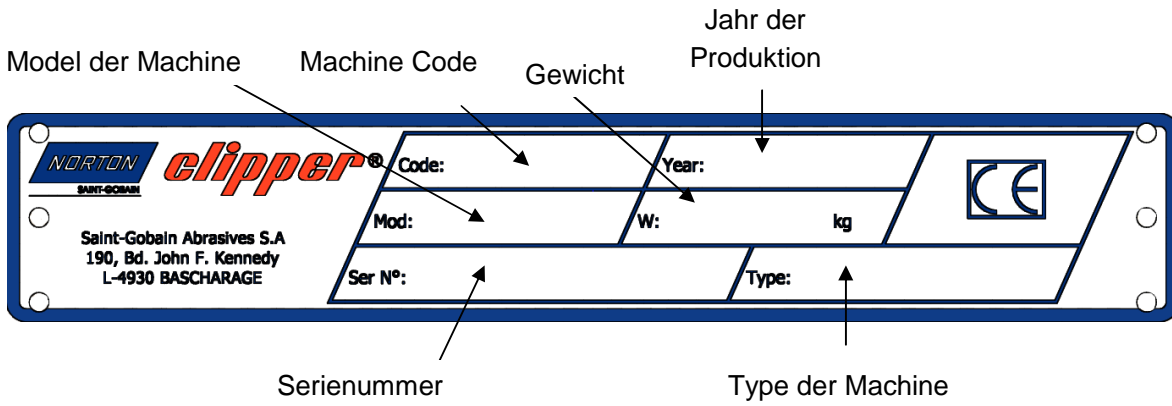 Jahr der
Produktion
Model der Machine
Machine Code
Gewicht
NORTON
SAINT-GOBAIN
clipper®
Code:
Year:
CE
Mod:
W: kg
Saint-Gobain Abrasives S.A
190, Bd. John F. Kennedy
L-4930 BASCHARAGE
Ser N°:
Type:
Serienummer
Type der Machine